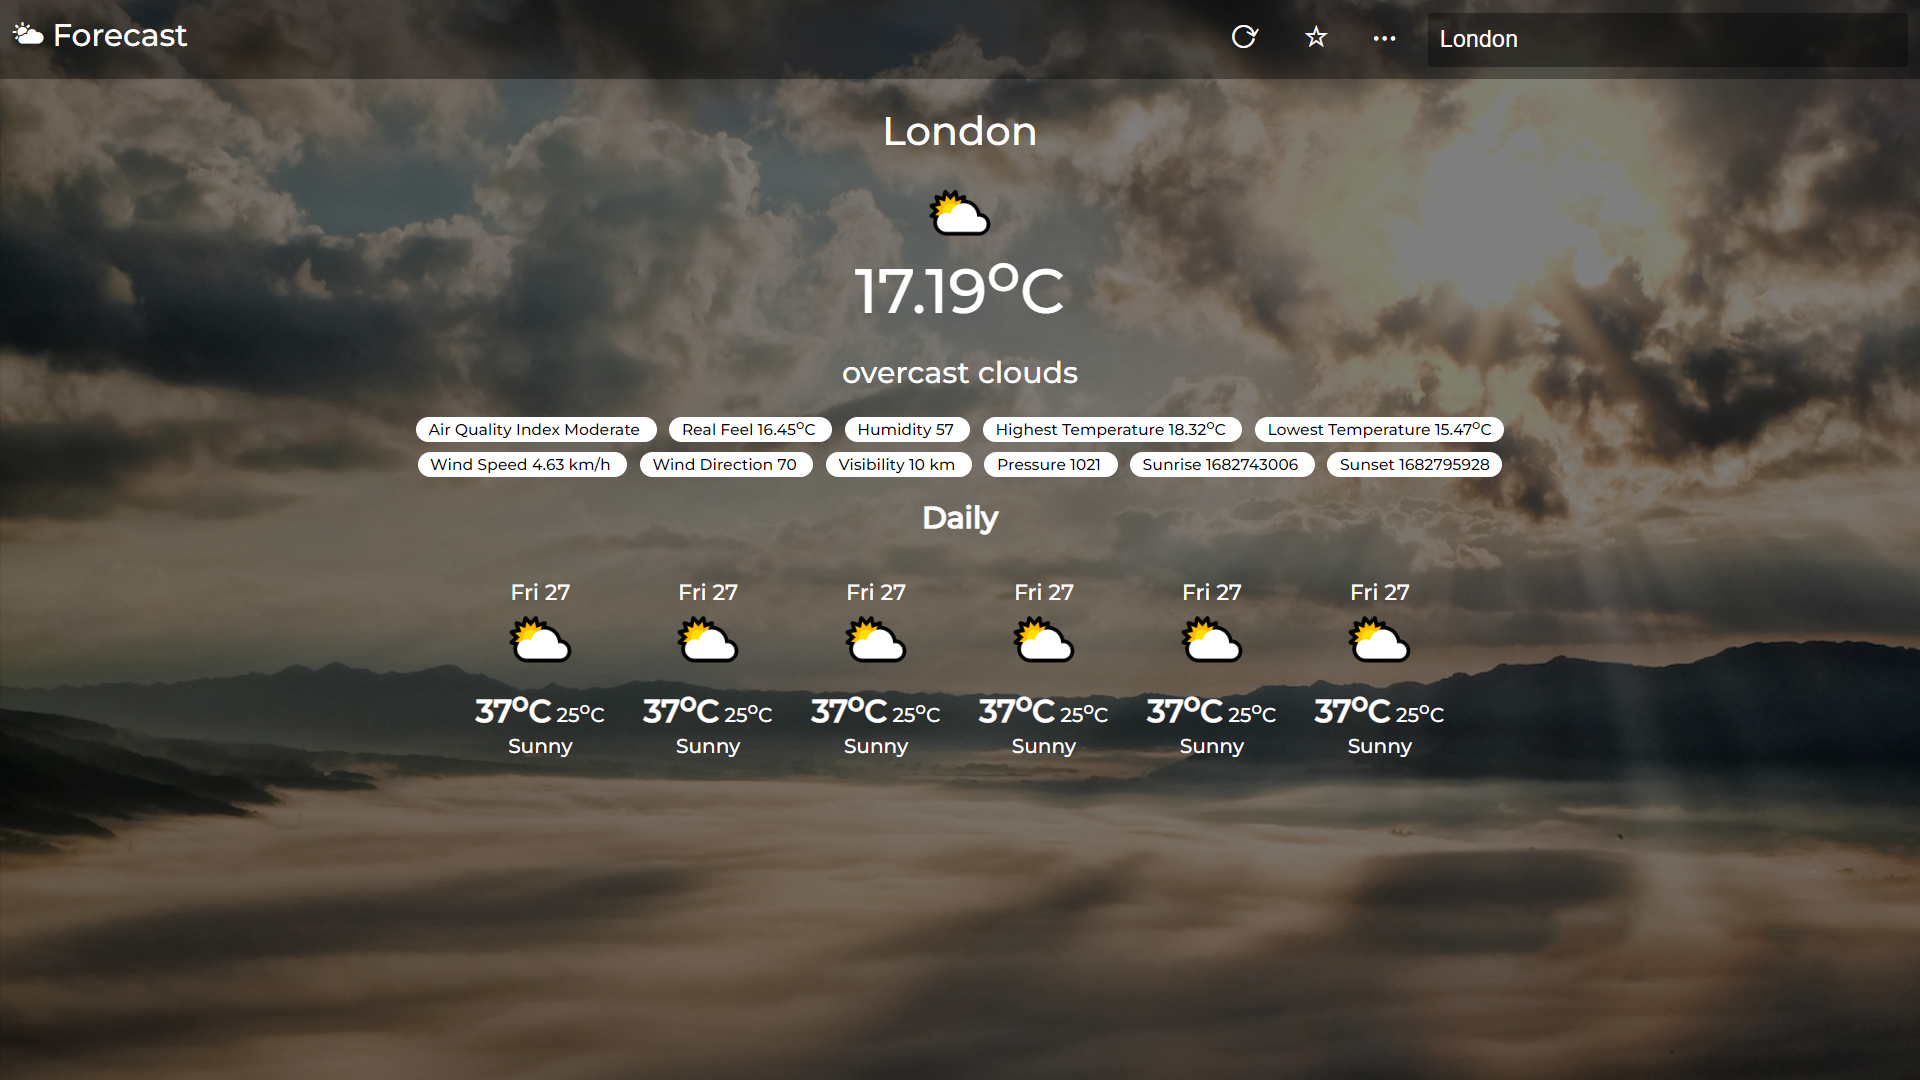 Forecast
London
London
17.19°C
overcast clouds
Air Quality Index Moderate Real Feel 16.45°C Humidity 57 Highest Temperature 18.32°C Lowest Temperature 15.47°C
Wind Speed 4.63 km/h Wind Direction 70 Visibility 10 km Pressure 1021 Sunrise 1682743006 Sunset 1682795928
Daily
Fri 27 Fri 27 Fri 27 Fri 27 Fri 27 Fri 27
37°C 25°C 37°C 25°C 37°C 25°C 37°C 25°C 37°C 25°C 37°C 25°C
Sunny Sunny Sunny Sunny Sunny Sunny